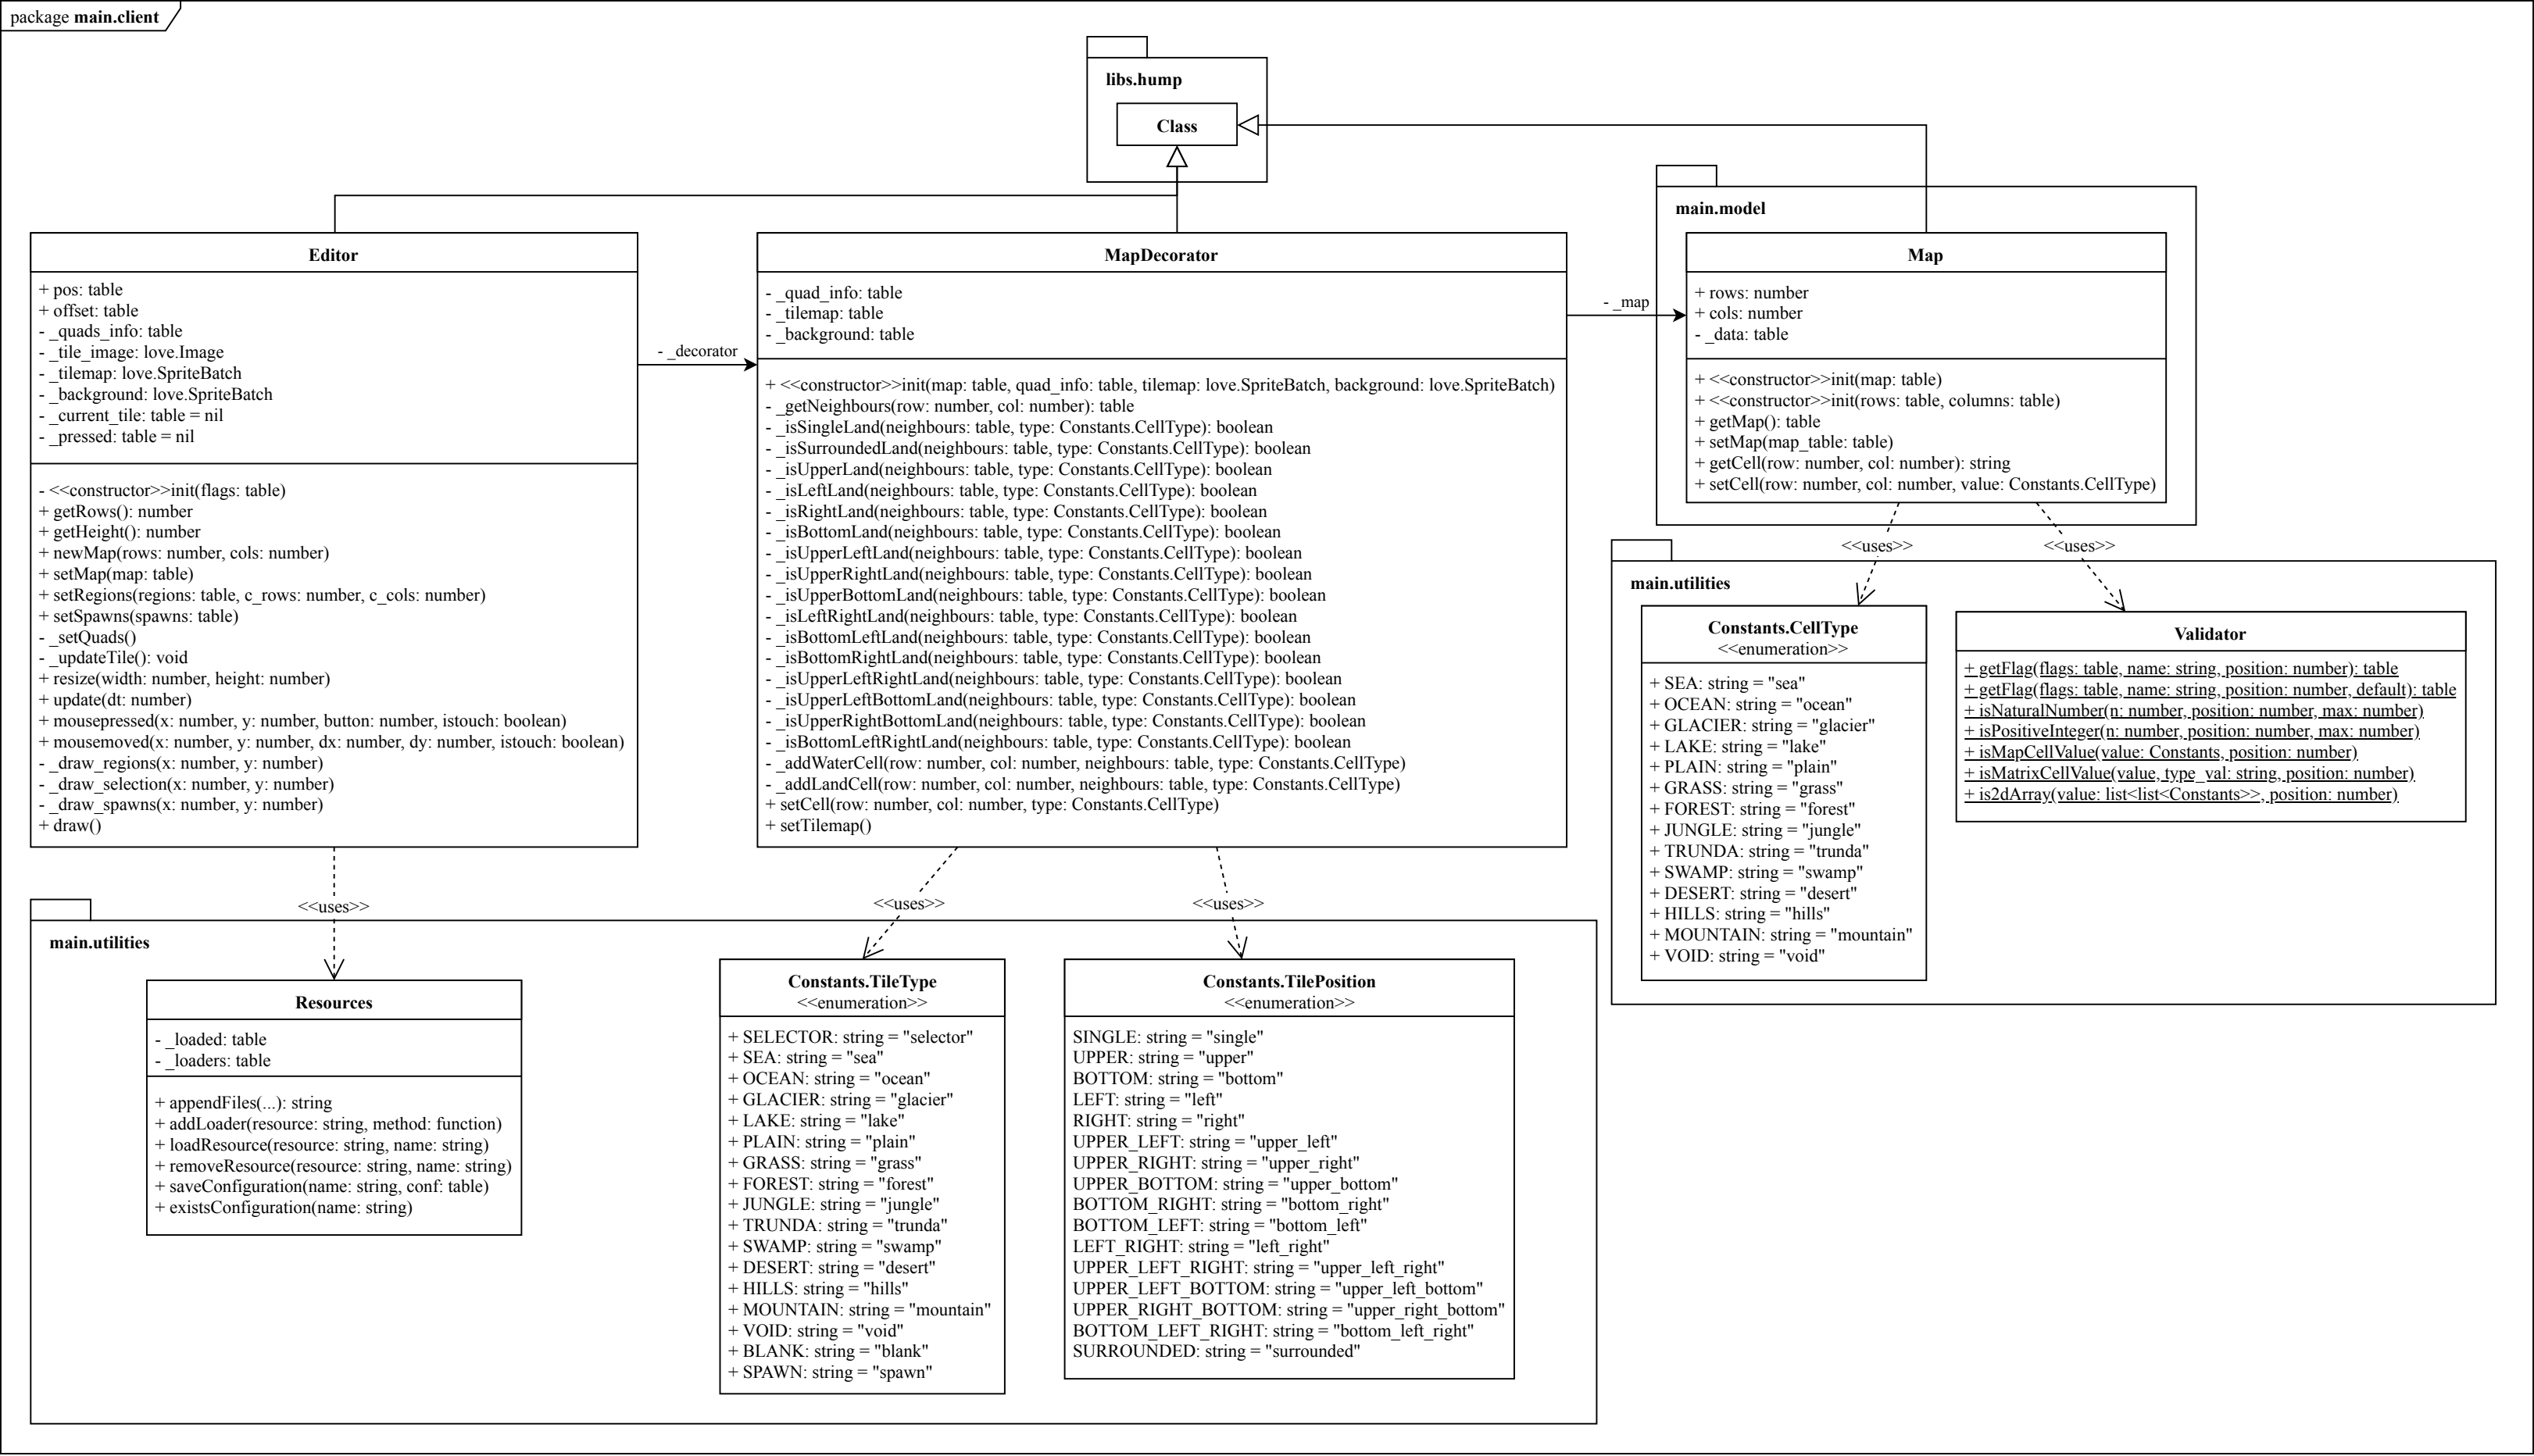 package main.client
libs.hump
Class
main.model
Editor
+ pos: table
+ offset: table
- _quads_info: table
- _tile_image: love.Image
- _tilemap: love.SpriteBatch
- _background: love.SpriteBatch
- _current_tile: table = nil
- _pressed: table = nil
- <<constructor>>init(flags: table)
+ getRows(): number
+ getHeight(): number
+ newMap(rows: number, cols: number)
+ setMap(map: table)
+ setRegions(regions: table, c_rows: number, c_cols: number)
+ setSpawns(spawns: table)
- _setQuads()
- _updateTile(): void
+ resize(width: number, height: number)
+ update(dt: number)
+ mousepressed(x: number, y: number, button: number, istouch: boolean)
+ mousemoved(x: number, y: number, dx: number, dy: number, istouch: boolean)
- _draw_regions(x: number, y: number)
- _draw_selection(x: number, y: number)
- _draw_spawns(x: number, y: number)
+ draw()
- _decorator
MapDecorator
- _quad_info: table
- _tilemap: table
- _background: table
+ <<constructor>>init(map: table, quad_info: table, tilemap: love.SpriteBatch, background: love.SpriteBatch)
- _getNeighbours(row: number, col: number): table
- _isSingleLand(neighbours: table, type: Constants.CellType): boolean
- _isSurroundedLand(neighbours: table, type: Constants.CellType): boolean
- _isUpperLand(neighbours: table, type: Constants.CellType): boolean
- _isLeftLand(neighbours: table, type: Constants.CellType): boolean
- _isRightLand(neighbours: table, type: Constants.CellType): boolean
- _isBottomLand(neighbours: table, type: Constants.CellType): boolean
- _isUpperLeftLand(neighbours: table, type: Constants.CellType): boolean
- _isUpperRightLand(neighbours: table, type: Constants.CellType): boolean
- _isUpperBottomLand(neighbours: table, type: Constants.CellType): boolean
- _isLeftRightLand(neighbours: table, type: Constants.CellType): boolean
- _isBottomLeftLand(neighbours: table, type: Constants.CellType): boolean
- _isBottomRightLand(neighbours: table, type: Constants.CellType): boolean
- _isUpperLeftRightLand(neighbours: table, type: Constants.CellType): boolean
- _isUpperLeftBottomLand(neighbours: table, type: Constants.CellType): boolean
- _isUpperRightBottomLand(neighbours: table, type: Constants.CellType): boolean
- _isBottomLeftRightLand(neighbours: table, type: Constants.CellType): boolean
- _addWaterCell(row: number, col: number, neighbours: table, type: Constants.CellType)
- _addLandCell(row: number, col: number, neighbours: table, type: Constants.CellType)
+ setCell(row: number, col: number, type: Constants.CellType)
+ setTilemap()
- _map
Map
+ rows: number
+ cols: number
- _data: table
+ <<constructor>>init(map: table)
+ <<constructor>>init(rows: table, columns: table)
+ getMap(): table
+ setMap(map_table: table)
+ getCell(row: number, col: number): string
+ setCell(row: number, col: number, value: Constants.CellType)
<<uses>>
<<uses>>
main.utilities
Constants.CellType
<<enumeration>>
+ SEA: string = "sea"
+ OCEAN: string = "ocean"
+ GLACIER: string = "glacier"
+ LAKE: string = "lake"
+ PLAIN: string = "plain"
+ GRASS: string = "grass"
+ FOREST: string = "forest"
+ JUNGLE: string = "jungle"
+ TRUNDA: string = "trunda"
+ SWAMP: string = "swamp"
+ DESERT: string = "desert"
+ HILLS: string = "hills"
+ MOUNTAIN: string = "mountain"
+ VOID: string = "void"
Validator
+ getFlag(flags: table, name: string, position: number): table
+ getFlag(flags: table, name: string, position: number, default): table
+ isNaturalNumber(n: number, position: number, max: number)
+ isPositiveInteger(n: number, position: number, max: number)
+ isMapCellValue(value: Constants, position: number)
+ isMatrixCellValue(value, type_val: string, position: number)
+ is2dArray(value: list<list<Constants>>, position: number)
<<uses>>
<<uses>>
<<uses>>
main.utilities
Resources
- _loaded: table
- _loaders: table
+ appendFiles(...): string
+ addLoader(resource: string, method: function)
+ loadResource(resource: string, name: string)
+ removeResource(resource: string, name: string)
+ saveConfiguration(name: string, conf: table)
+ existsConfiguration(name: string)
Constants.TileType
<<enumeration>>
+ SELECTOR: string = "selector"
+ SEA: string = "sea"
+ OCEAN: string = "ocean"
+ GLACIER: string = "glacier"
+ LAKE: string = "lake"
+ PLAIN: string = "plain"
+ GRASS: string = "grass"
+ FOREST: string = "forest"
+ JUNGLE: string = "jungle"
+ TRUNDA: string = "trunda"
+ SWAMP: string = "swamp"
+ DESERT: string = "desert"
+ HILLS: string = "hills"
+ MOUNTAIN: string = "mountain"
+ VOID: string = "void"
+ BLANK: string = "blank"
+ SPAWN: string = "spawn"
Constants.TilePosition
<<enumeration>>
SINGLE: string = "single"
UPPER: string = "upper"
BOTTOM: string = "bottom"
LEFT: string = "left"
RIGHT: string = "right"
UPPER_LEFT: string = "upper_left"
UPPER_RIGHT: string = "upper_right"
UPPER_BOTTOM: string = "upper_bottom"
BOTTOM_RIGHT: string = "bottom_right"
BOTTOM_LEFT: string = "bottom_left"
LEFT_RIGHT: string = "left_right"
UPPER_LEFT_RIGHT: string = "upper_left_right"
UPPER_LEFT_BOTTOM: string = "upper_left_bottom"
UPPER_RIGHT_BOTTOM: string = "upper_right_bottom"
BOTTOM_LEFT_RIGHT: string = "bottom_left_right"
SURROUNDED: string = "surrounded"